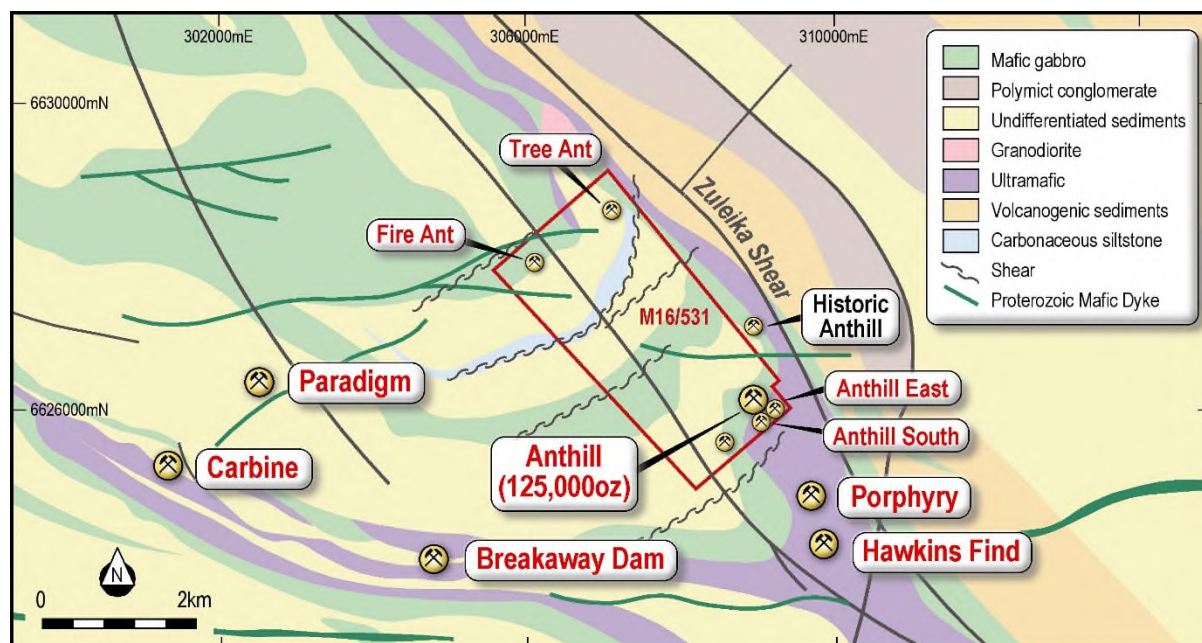 302000mE
306000mE
310000mE
6630000mN
6626000mN
Mafic gabbro
Polymict conglomerate
Undifferentiated sediments
Granodiorite
Ultramafic
Volcanogenic sediments
Carbonaceous siltstone
Shear
Proterozoic Mafic Dyke
Tree Ant
Fire Ant
Zuleika Shear
M16/531
Historic
Anthill
Paradigm
Anthill East
Anthill South
Anthill
(125,000oz)
Carbine
Porphyry
Hawkins Find
Breakaway Dam
N
0
2km